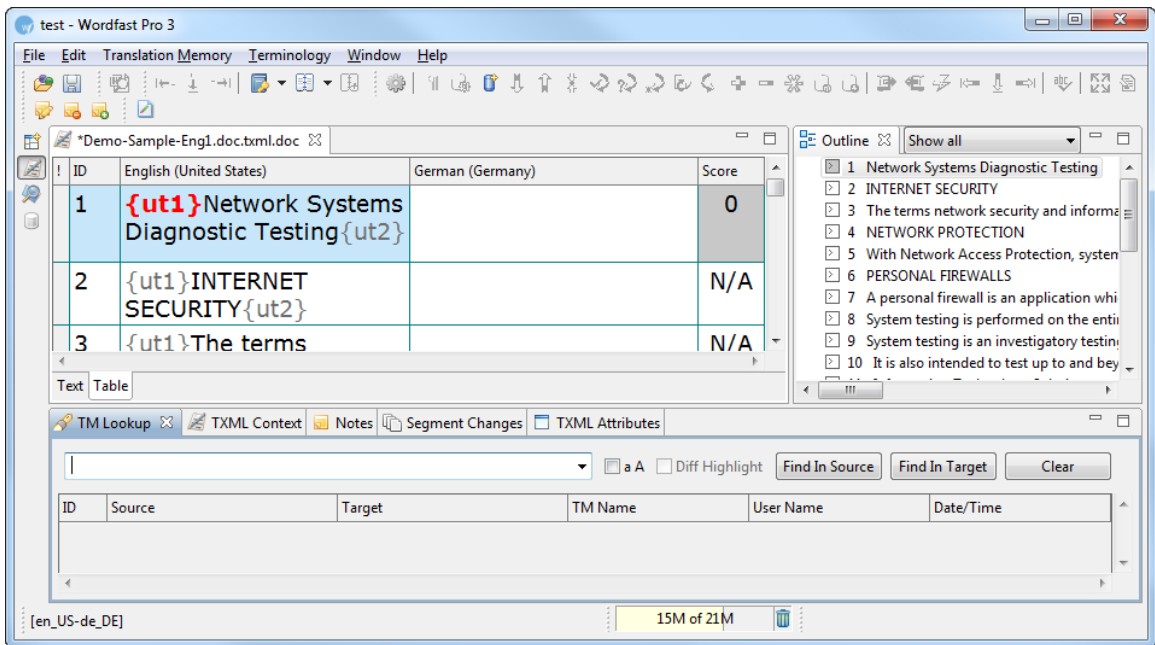 test - Wordfast Pro 3
File Edit Translation Memory Terminology Window Help
*Demo-Sample-Eng1.doc.txml.doc
! ID English (United States) German (Germany) Score
1 {ut1}Network Systems Diagnostic Testing{ut2} 0
2 {ut1}INTERNET SECURITY{ut2} N/A
3 {ut1}The terms N/A
Text Table
Outline Show all
1 Network Systems Diagnostic Testing
2 INTERNET SECURITY
3 The terms network security and informa
4 NETWORK PROTECTION
5 With Network Access Protection, system
6 PERSONAL FIREWALLS
7 A personal firewall is an application whi
8 System testing is performed on the entir
9 System testing is an investigatory testing
10 It is also intended to test up to and bey
TM Lookup TXML Context Notes Segment Changes TXML Attributes
a A Diff Highlight Find In Source Find In Target Clear
ID Source Target TM Name User Name Date/Time
[en_US-de_DE] 15M of 21M